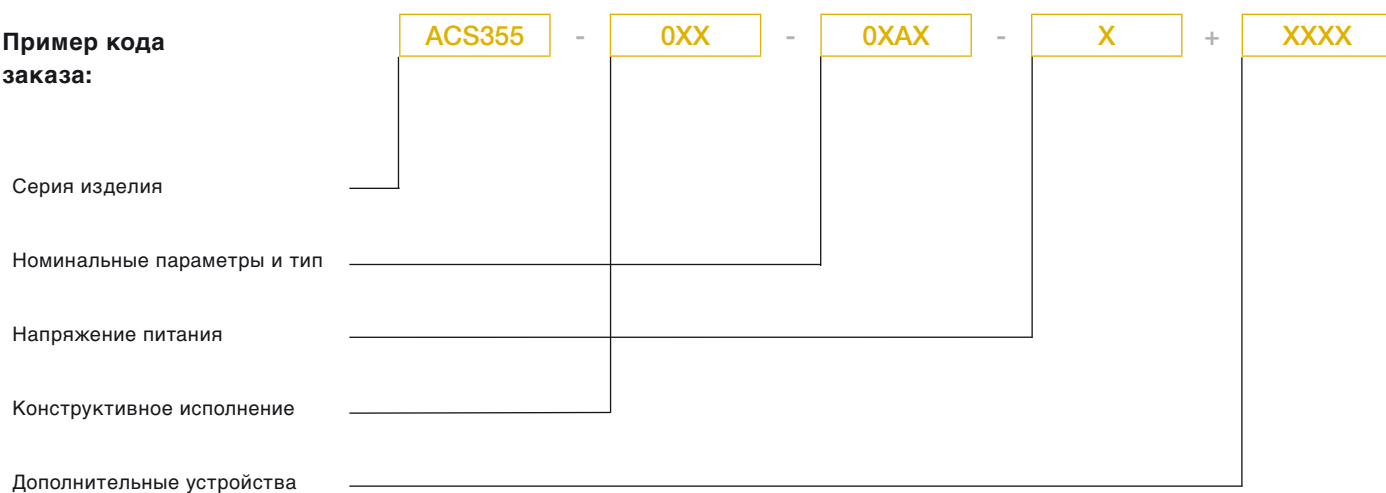 Пример кода
заказа:
ACS355 - 0XX - 0XAX - X + XXXX
Серия изделия
Номинальные параметры и тип
Напряжение питания
Конструктивное исполнение
Дополнительные устройства